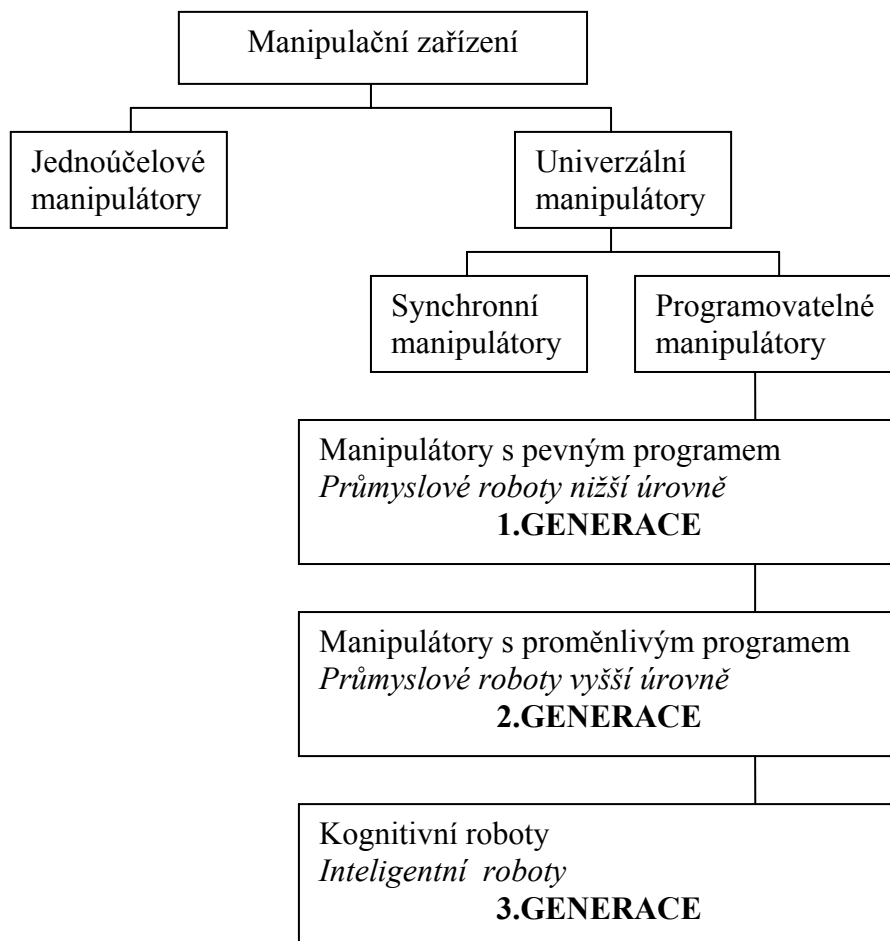 Manipulační zařízení
Jednoúčelové
manipulátory
Univerzální
manipulátory
Synchronní
manipulátory
Programovatelné
manipulátory
Manipulátory s pevným programem
Průmyslové roboty nižší úrovně
1.GENERACE
Manipulátory s proměnlivým programem
Průmyslové roboty vyšší úrovně
2.GENERACE
Kognitivní roboty
Inteligentní  roboty
3.GENERACE